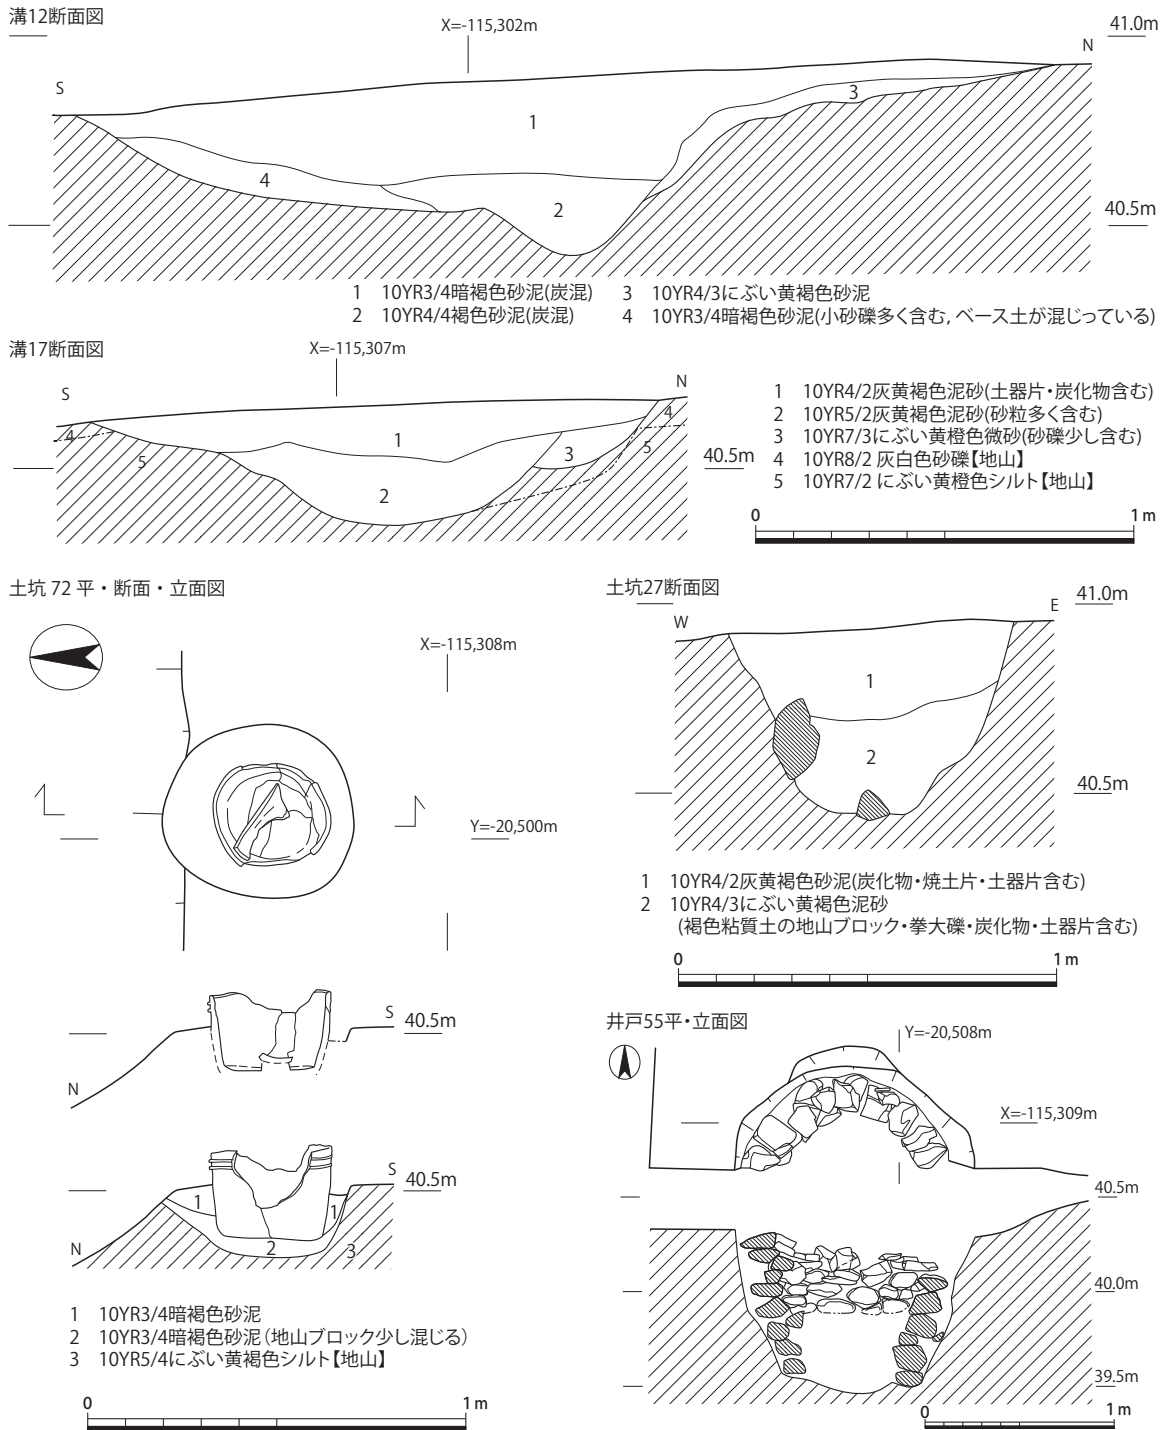 溝12断面図
X=-115,302m
41.0m
S
N
1
2
3
4
40.5m
1 10YR3/4暗褐色砂泥(炭混)
2 10YR4/4褐色砂泥(炭混)
3 10YR4/3にぶい黄褐色砂泥
4 10YR3/4暗褐色砂泥(小砂礫多く含む, ベース土が混じっている)
溝17断面図
X=-115,307m
S
N
1
2
3
4
4
5
5
40.5m
1 10YR4/2灰黄褐色泥砂(土器片・炭化物含む)
2 10YR5/2灰黄褐色泥砂(砂粒多く含む)
3 10YR7/3にぶい黄橙色微砂(砂礫少し含む)
4 10YR8/2 灰白色砂礫【地山】
5 10YR7/2 にぶい黄橙色シルト【地山】
0 1 m
土坑 72 平・断面・立面図
X=-115,308m
Y=-20,500m
S
40.5m
N
S
40.5m
N
1
1
2
3
1 10YR3/4暗褐色砂泥
2 10YR3/4暗褐色砂泥(地山ブロック少し混じる)
3 10YR5/4にぶい黄褐色シルト【地山】
0 1 m
土坑27断面図
W
E
41.0m
1
2
40.5m
1 10YR4/2灰黄褐色砂泥(炭化物・焼土片・土器片含む)
2 10YR4/3にぶい黄褐色泥砂
(褐色粘質土の地山ブロック・拳大礫・炭化物・土器片含む)
0 1 m
井戸55平・立面図
Y=-20,508m
X=-115,309m
40.5m
40.0m
39.5m
0 1 m